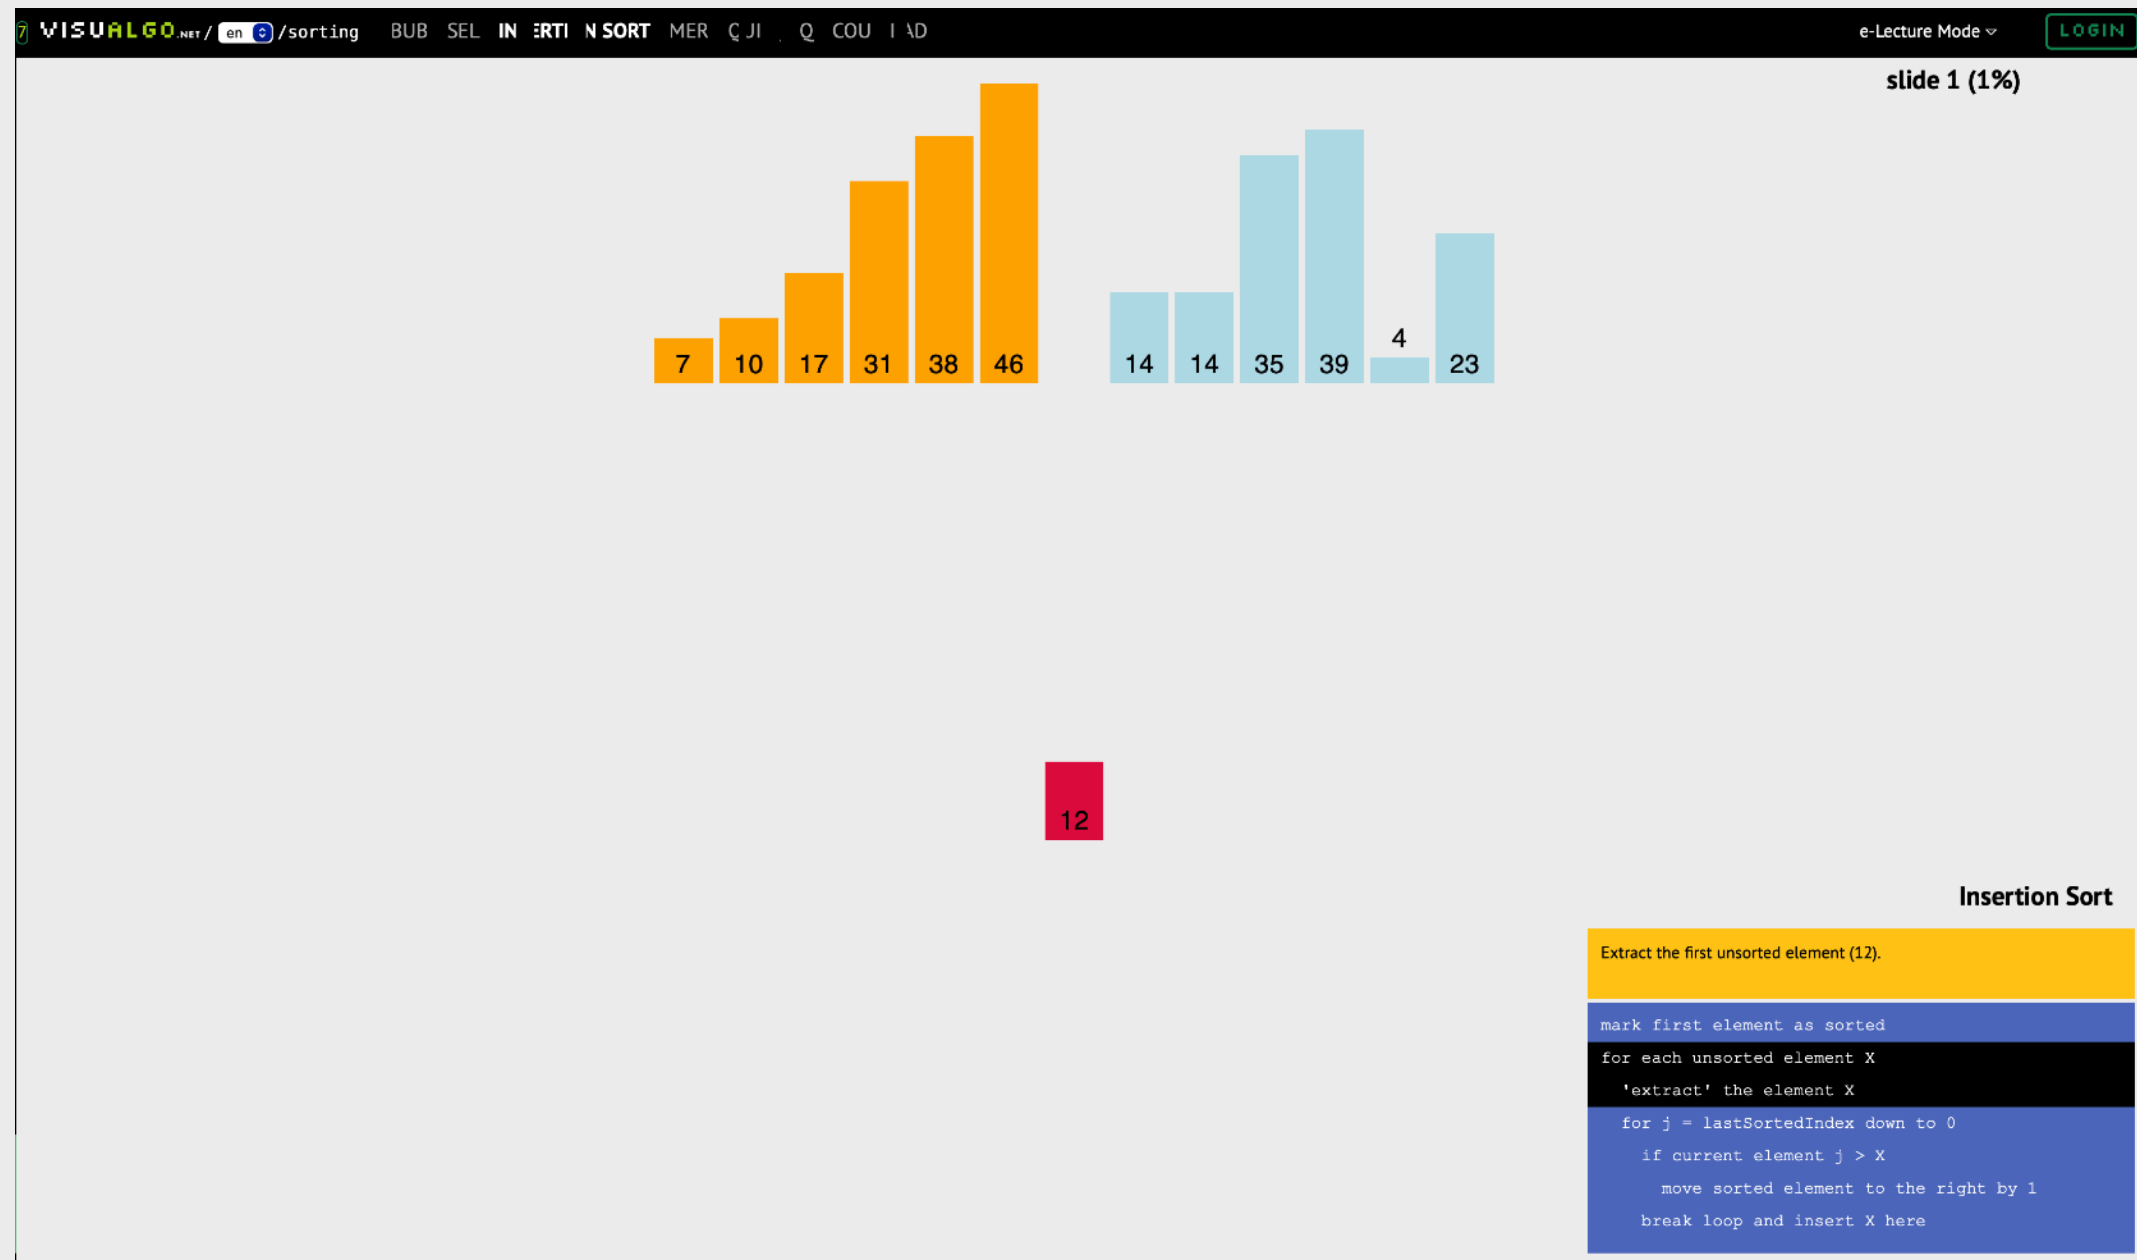 7 VISUALGO.NET/ en /sorting BUB SEL IN ERTI N SORT MER Q COU AD e-Lecture Mode ▿ LOGIN
slide 1 (1%)
7 10 17 31 38 46 14 14 35 39 4 23
12
Insertion Sort
Extract the first unsorted element (12).
mark first element as sorted
for each unsorted element X
'extract' the element X
for j = lastSortedIndex down to 0
if current element j > X
move sorted element to the right by 1
break loop and insert X here